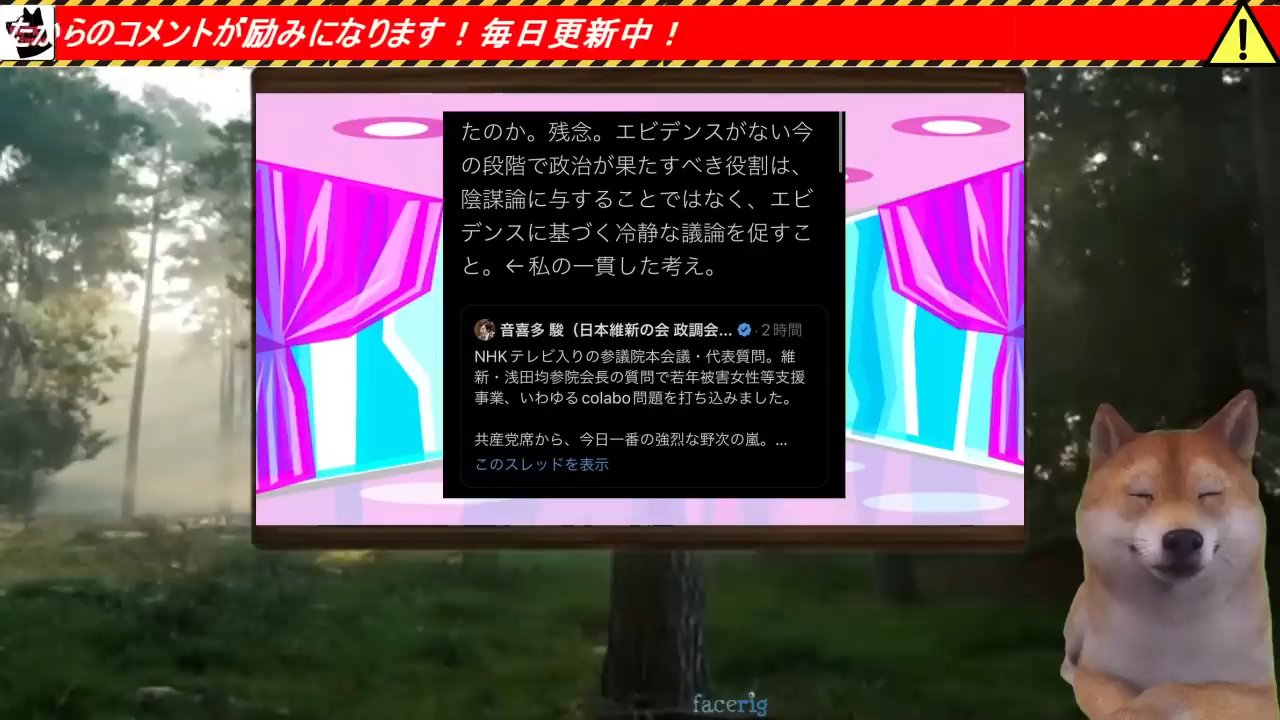 からのコメントが励みになります！毎日更新中！
たのか。残念。エビデンスがない今
の段階で政治が果たすべき役割は、
陰謀論に与することではなく、エビ
デンスに基づく冷静な議論を促すこ
と。←私の一貫した考え。
音喜多 駿（日本維新の会 政調会... · 2時間
NHKテレビ入りの参議院本会議・代表質問。維
新・浅田均参院会長の質問で若年被害女性等支援
事業、いわゆるcolabo問題を打ち込みました。
共産党席から、今日一番の強烈な野次の嵐。...
このスレッドを表示
facerig